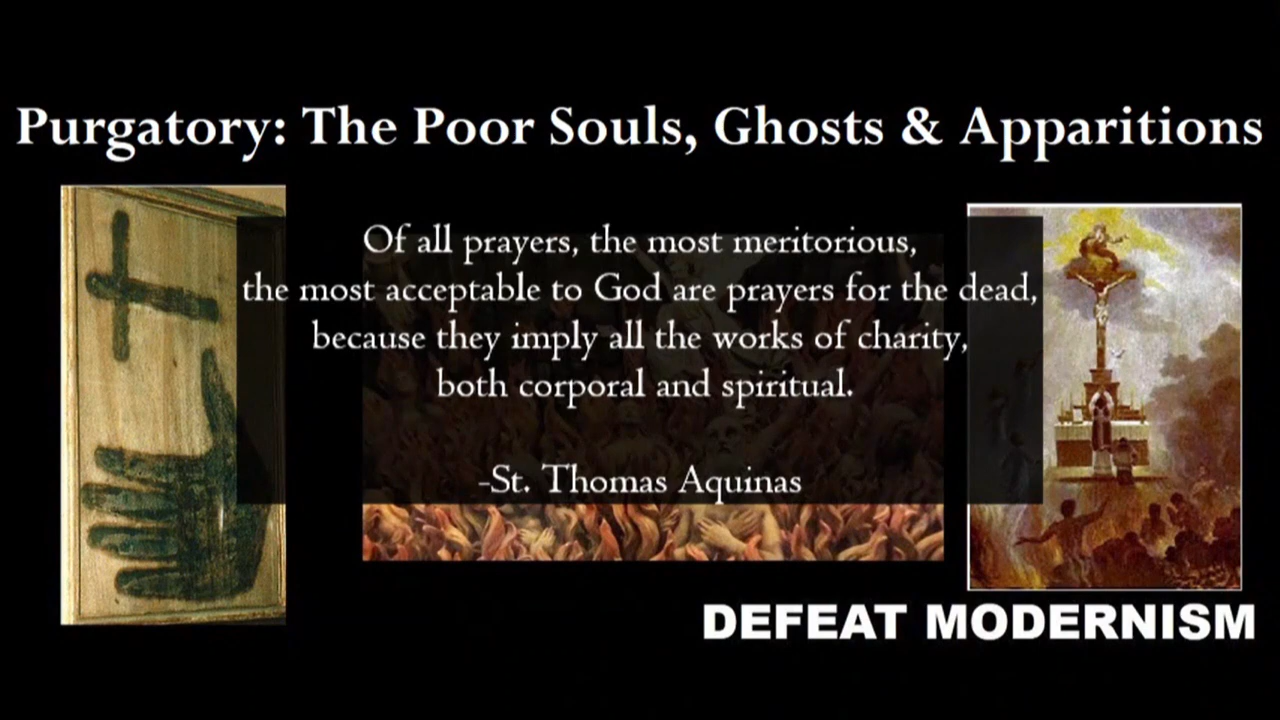 Purgatory: The Poor Souls, Ghosts & Apparitions
Of all prayers, the most meritorious,
the most acceptable to God are prayers for the dead,
because they imply all the works of charity,
both corporal and spiritual.
-St. Thomas Aquinas
DEFEAT MODERNISM